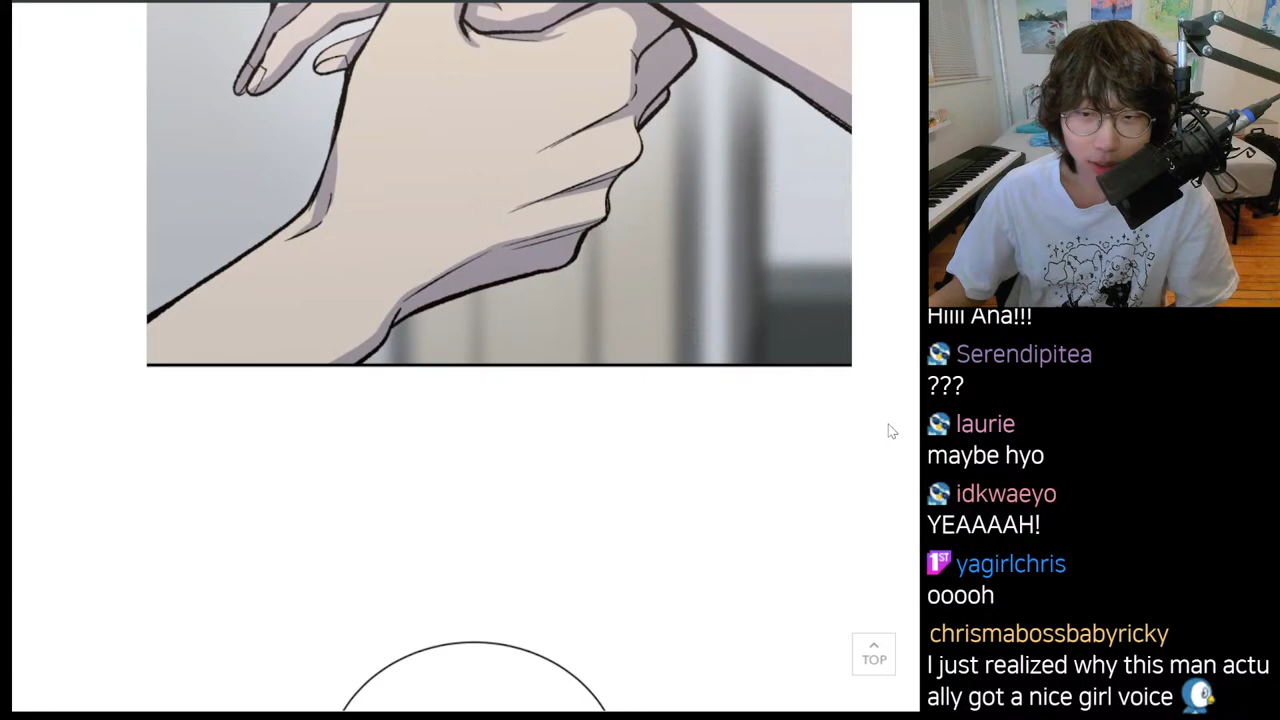 Hiiii Ana!!!
Serendipitea
???
laurie
maybe hyo
idkwaeyo
YEAAAAH!
1ST yagirlchris
ooooh
chrismabossbabyricky
I just realized why this man actu
ally got a nice girl voice
TOP